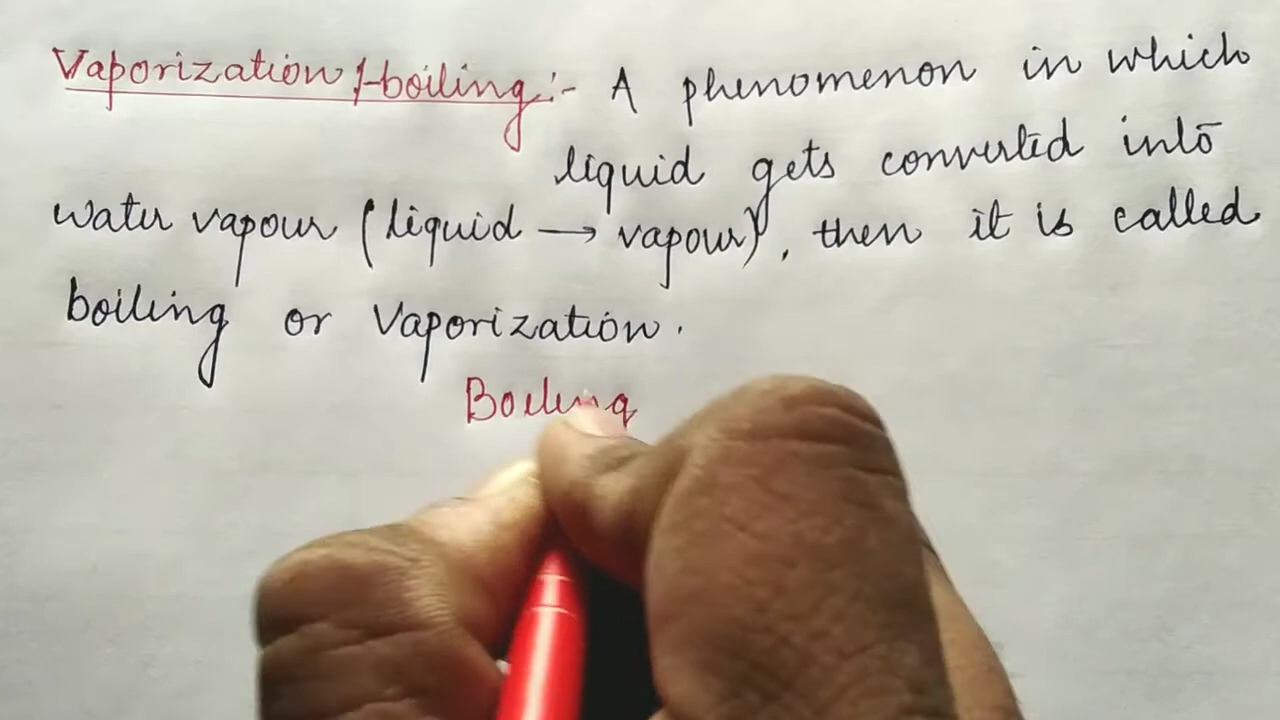 Vaporization /-boiling:- A phenomenon in which
liquid gets converted into
water vapour (liquid → vapour), then it is called
boiling or Vaporization.
Boiling